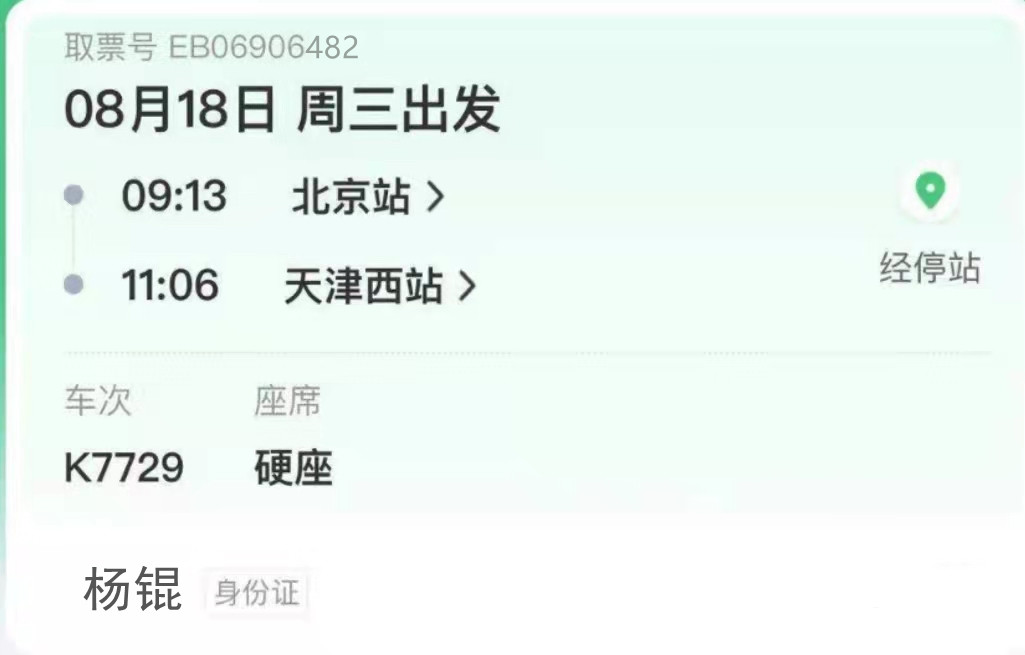 取票号 EB06906482
08月18日 周三出发
09:13 北京站 >
11:06 天津西站 >
经停站
车次 座席
K7729 硬座
杨锟 身份证